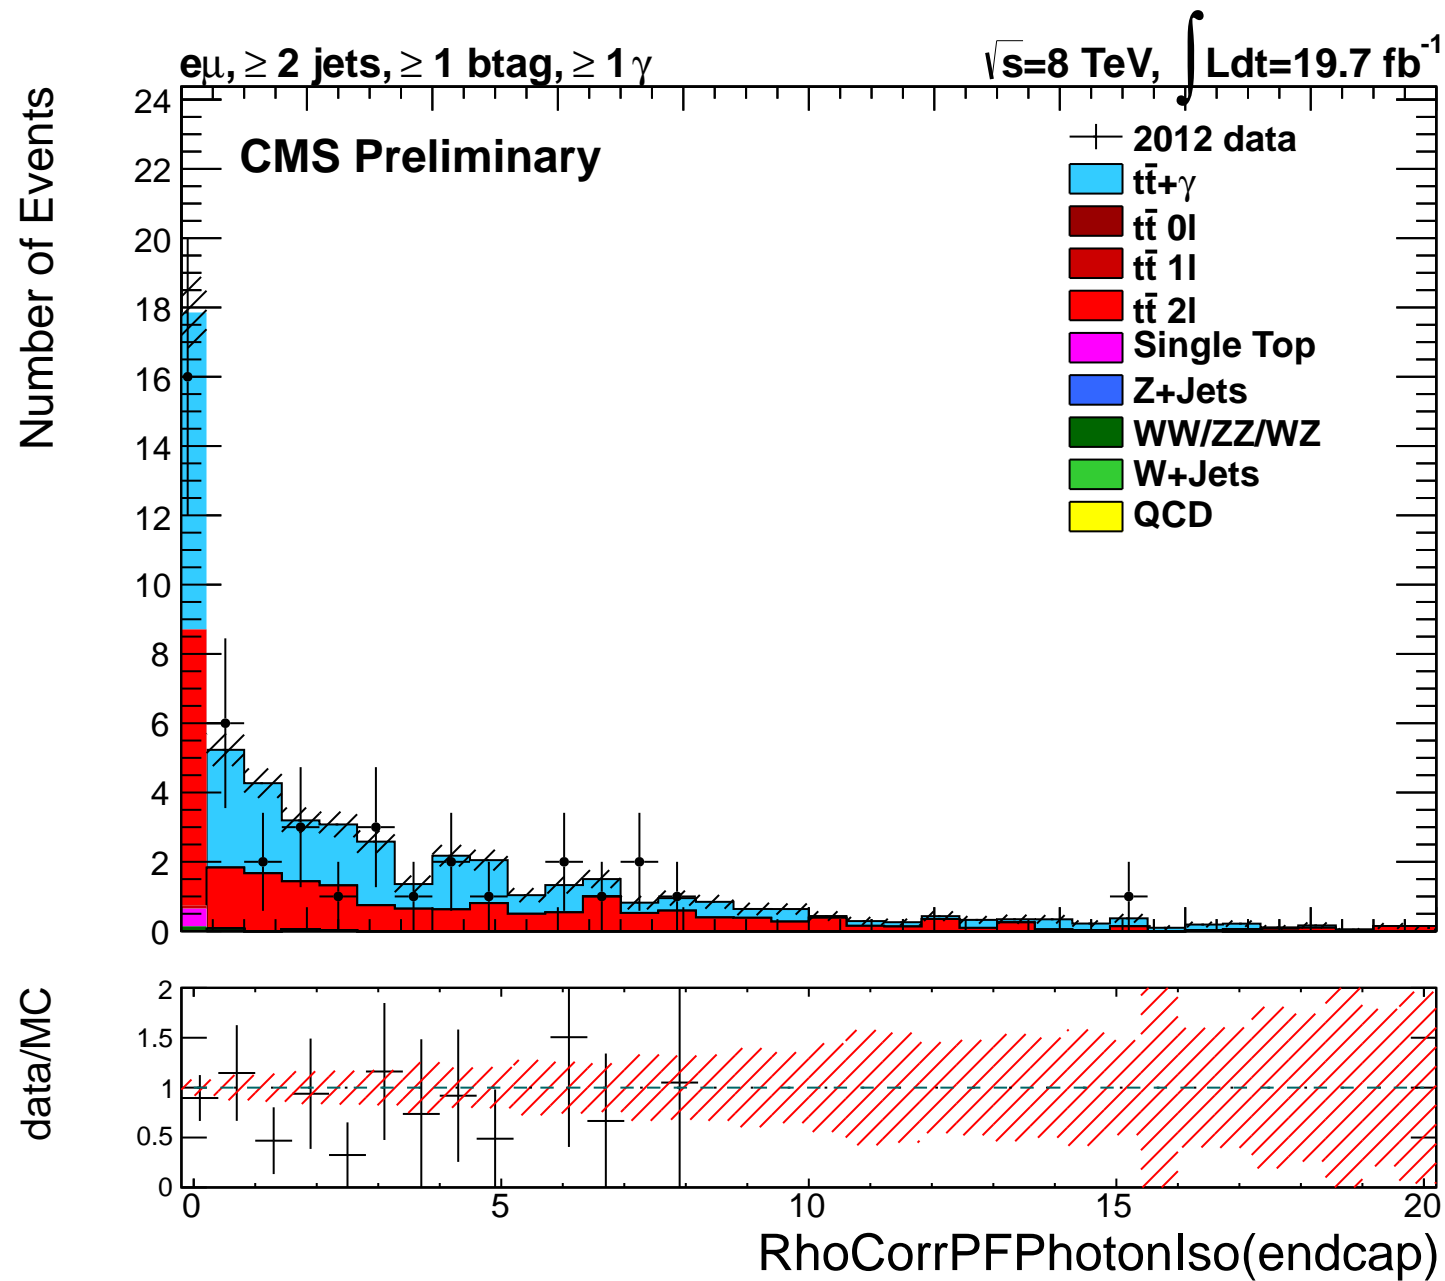 eμ, ≥ 2 jets, ≥ 1 btag, ≥ 1 γ
√s=8 TeV, ∫ Ldt=19.7 fb⁻¹
CMS Preliminary
Number of Events
24
22
20
18
16
14
12
10
8
6
4
2
0
2012 data
tt̄+γ
tt̄ 0l
tt̄ 1l
tt̄ 2l
Single Top
Z+Jets
WW/ZZ/WZ
W+Jets
QCD
data/MC
2
1.5
1
0.5
0
0 5 10 15 20
RhoCorrPFPhotonIso(endcap)